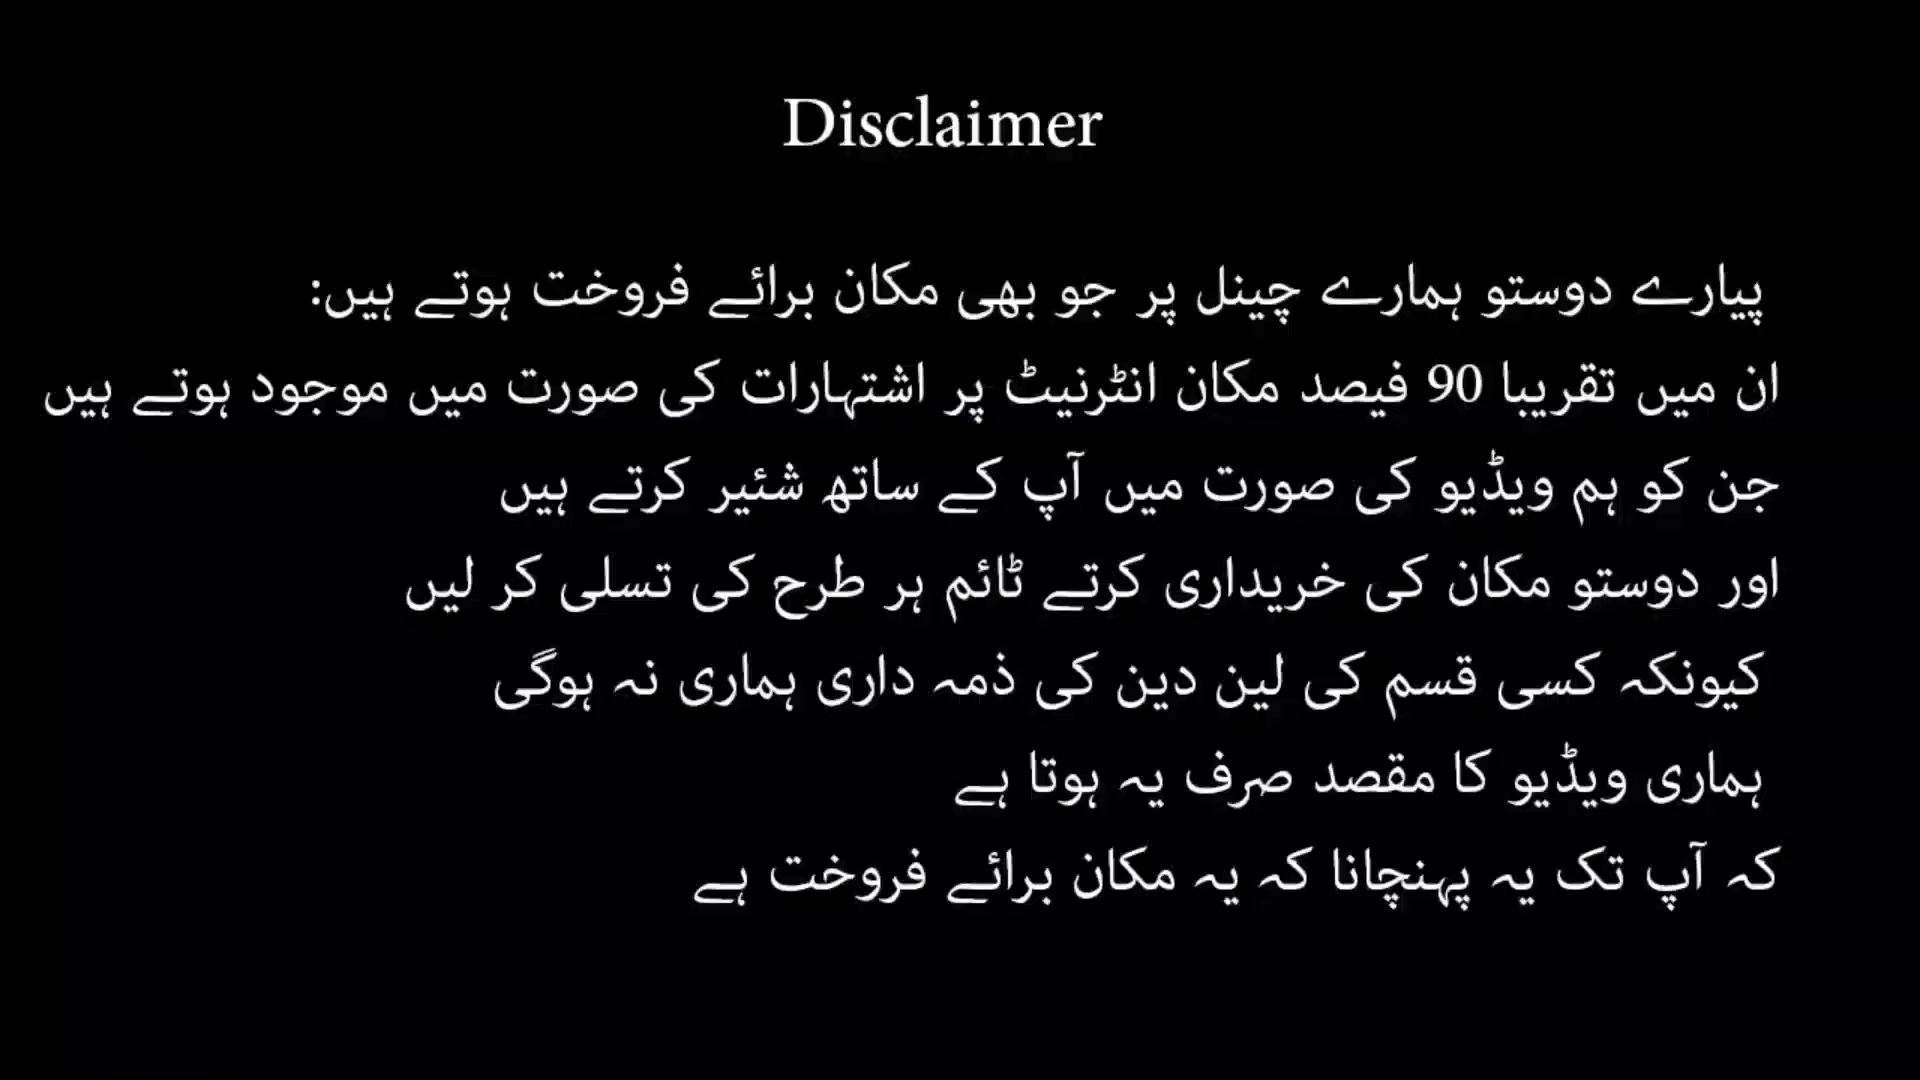 Disclaimer
پیارے دوستو ہمارے چینل پر جو بھی مکان برائے فروخت ہوتے ہیں:
ان میں تقریبا 90 فیصد مکان انٹرنیٹ پر اشتہارات کی صورت میں موجود ہوتے ہیں
جن کو ہم ویڈیو کی صورت میں آپ کے ساتھ شئیر کرتے ہیں
اور دوستو مکان کی خریداری کرتے ٹائم ہر طرح کی تسلی کر لیں
کیونکہ کسی قسم کی لین دین کی ذمہ داری ہماری نہ ہوگی
ہماری ویڈیو کا مقصد صرف یہ ہوتا ہے
کہ آپ تک یہ پہنچانا کہ یہ مکان برائے فروخت ہے